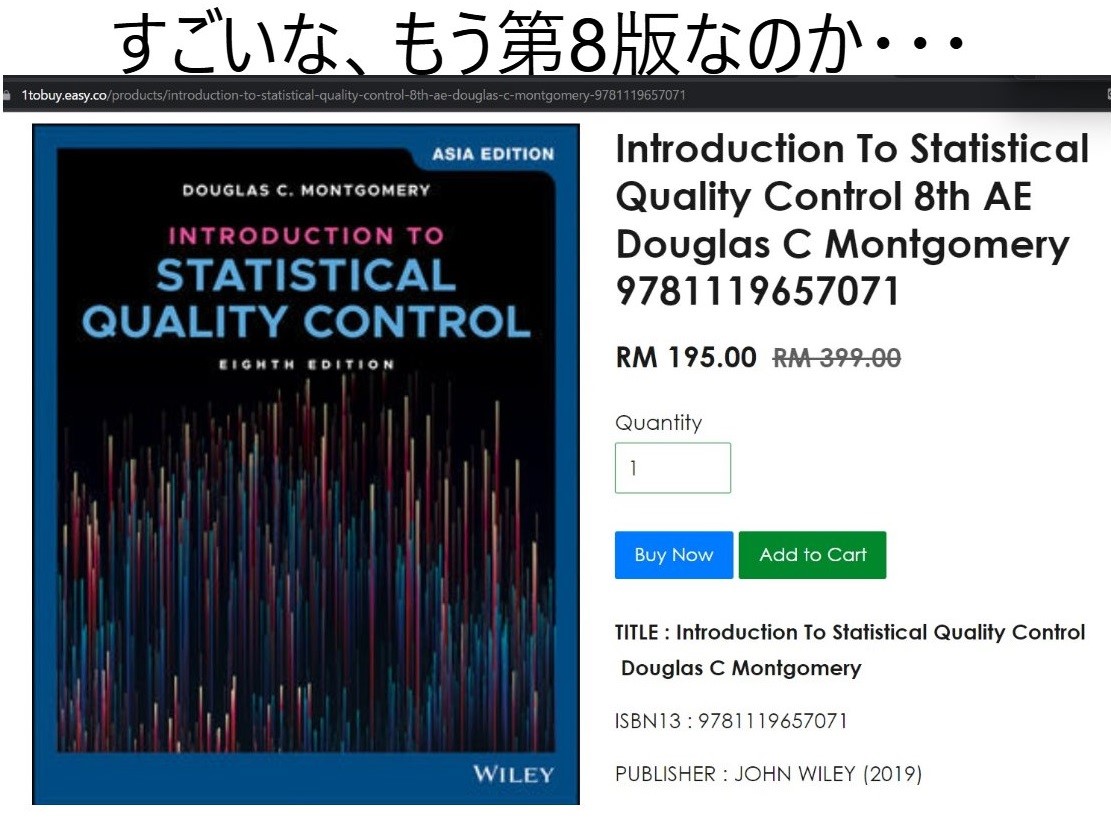 すごいな、もう第8版なのか・・・
1tobuy.easy.co/products/introduction-to-statistical-quality-control-8th-ae-douglas-c-montgomery-9781119657071
ASIA EDITION
DOUGLAS C. MONTGOMERY
INTRODUCTION TO
STATISTICAL
QUALITY CONTROL
EIGHTH EDITION
WILEY
Introduction To Statistical
Quality Control 8th AE
Douglas C Montgomery
9781119657071
RM 195.00 RM 399.00
Quantity
1
Buy Now Add to Cart
TITLE : Introduction To Statistical Quality Control
Douglas C Montgomery
ISBN13 : 9781119657071
PUBLISHER : JOHN WILEY (2019)